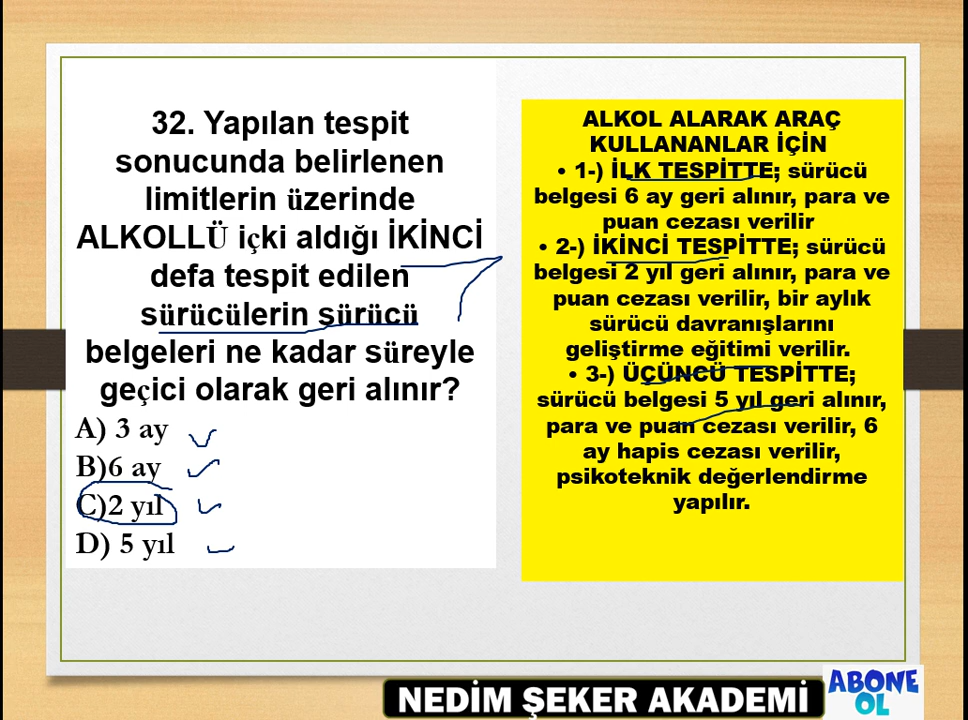 32. Yapılan tespit
sonucunda belirlenen
limitlerin üzerinde
ALKOLLÜ içki aldığı İKİNCİ
defa tespit edilen
sürücülerin sürücü
belgeleri ne kadar süreyle
geçici olarak geri alınır?
A) 3 ay
B)6 ay
C)2 yıl
D) 5 yıl
ALKOL ALARAK ARAÇ
KULLANANLAR İÇİN
• 1-) İLK TESPİTTE; sürücü
belgesi 6 ay geri alınır, para ve
puan cezası verilir
• 2-) İKİNCİ TESPİTTE; sürücü
belgesi 2 yıl geri alınır, para ve
puan cezası verilir, bir aylık
sürücü davranışlarını
geliştirme eğitimi verilir.
• 3-) ÜÇÜNCÜ TESPİTTE;
sürücü belgesi 5 yıl geri alınır,
para ve puan cezası verilir, 6
ay hapis cezası verilir,
psikoteknik değerlendirme
yapılır.
NEDİM ŞEKER AKADEMİ
ABONE
OL